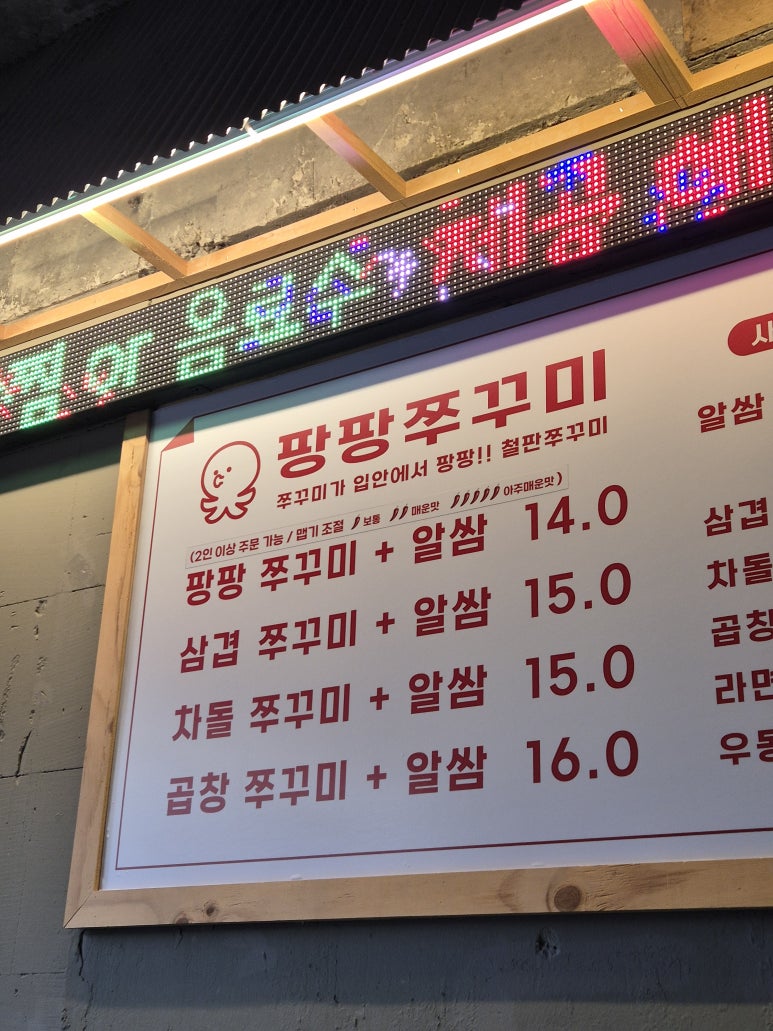 찜 와 음료수가
팡팡쭈꾸미
쭈꾸미가 입안에서 팡팡!! 철판쭈꾸미
(2인 이상 주문 가능 / 맵기 조절 보통 매운맛 아주매운맛)
팡팡 쭈꾸미 + 알쌈 14.0
삼겹 쭈꾸미 + 알쌈 15.0
차돌 쭈꾸미 + 알쌈 15.0
곱창 쭈꾸미 + 알쌈 16.0
알쌈
삼겹
차돌
곱창
라면
우동